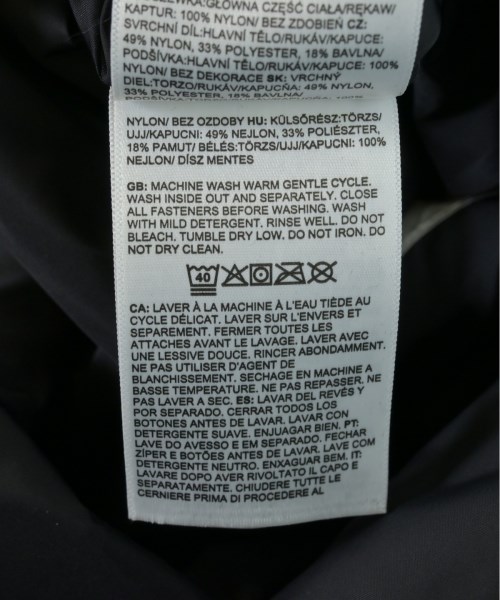 GŁÓWNA CZĘŚĆ CIAŁA/RĘKAW/
KAPTUR: 100% NYLON/ BEZ ZDOBIEŃ CZ:
SVRCHNÍ DÍL:HLAVNÍ TĚLO/RUKÁV/KAPUCE:
49% NYLON, 33% POLYESTER, 18% BAVLNA/
PODŠÍVKA:HLAVNÍ TĚLO/RUKÁV/KAPUCE: 100%
NYLON/ BEZ DEKORACE SK: VRCHNÝ
DIEL:TORZO/RUKÁV/KAPUCŇA: 49% NYLON,
33% POLYESTER, 18% BAVLNA/
NYLON/ BEZ OZDOBY HU: KÜLSŐRÉSZ:TÖRZS/
UJJ/KAPUCNI: 49% NEJLON, 33% POLIÉSZTER,
18% PAMUT/ BÉLÉS:TÖRZS/UJJ/KAPUCNI: 100%
NEJLON/ DÍSZ MENTES
GB: MACHINE WASH WARM GENTLE CYCLE.
WASH INSIDE OUT AND SEPARATELY. CLOSE
ALL FASTENERS BEFORE WASHING. WASH
WITH MILD DETERGENT. RINSE WELL. DO NOT
BLEACH. TUMBLE DRY LOW. DO NOT IRON. DO
NOT DRY CLEAN.
40
CA: LAVER À LA MACHINE À L'EAU TIÈDE AU
CYCLE DÉLICAT. LAVER SUR L'ENVERS ET
SEPAREMENT. FERMER TOUTES LES
ATTACHES AVANT LE LAVAGE. LAVER AVEC
UNE LESSIVE DOUCE. RINCER ABONDAMMENT.
NE PAS UTILISER D'AGENT DE
BLANCHISSEMENT. SECHAGE EN MACHINE A
BASSE TEMPERATURE. NE PAS REPASSER. NE
PAS LAVER A SEC. ES: LAVAR DEL REVÉS Y
POR SEPARADO. CERRAR TODOS LOS
BOTONES ANTES DE LAVAR. LAVAR CON
DETERGENTE SUAVE. ENJUAGAR BIEN. PT:
LAVE DO AVESSO E EM SEPARADO. FECHAR
ZÍPER E BOTÕES ANTES DE LAVAR. LAVE COM
DETERGENTE NEUTRO. ENXAGUAR BEM. IT:
LAVARE DOPO AVER RIVOLTATO IL CAPO E
SEPARATAMENTE. CHIUDERE TUTTE LE
CERNIERE PRIMA DI PROCEDERE AL